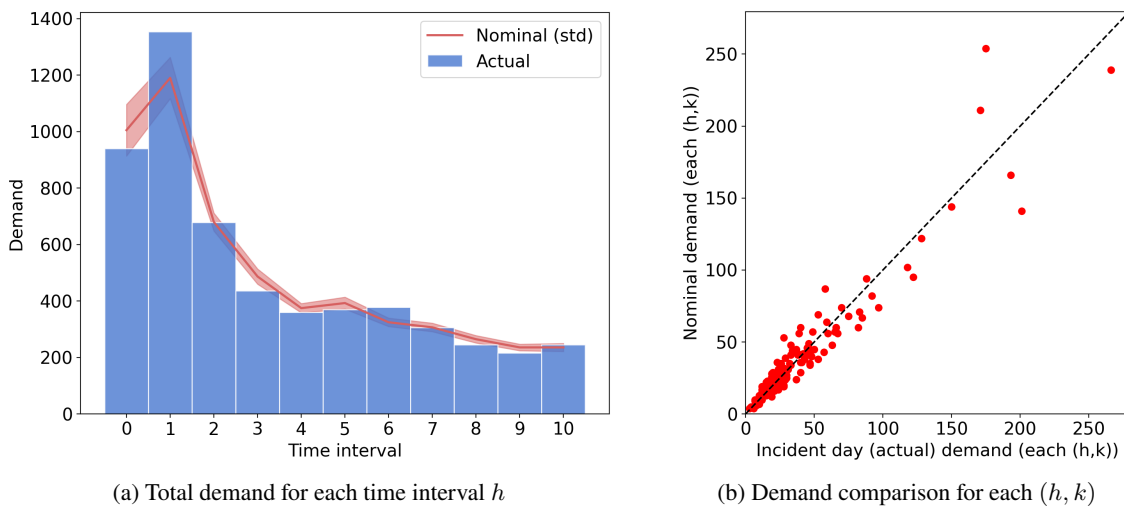 1400
1200
1000
800
600
400
200
0
Demand
Nominal (std)
Actual
0 1 2 3 4 5 6 7 8 9 10
Time interval
(a) Total demand for each time interval h
250
200
150
100
50
0
Nominal demand (each (h,k))
0 50 100 150 200 250
Incident day (actual) demand (each (h,k))
(b) Demand comparison for each (h, k)